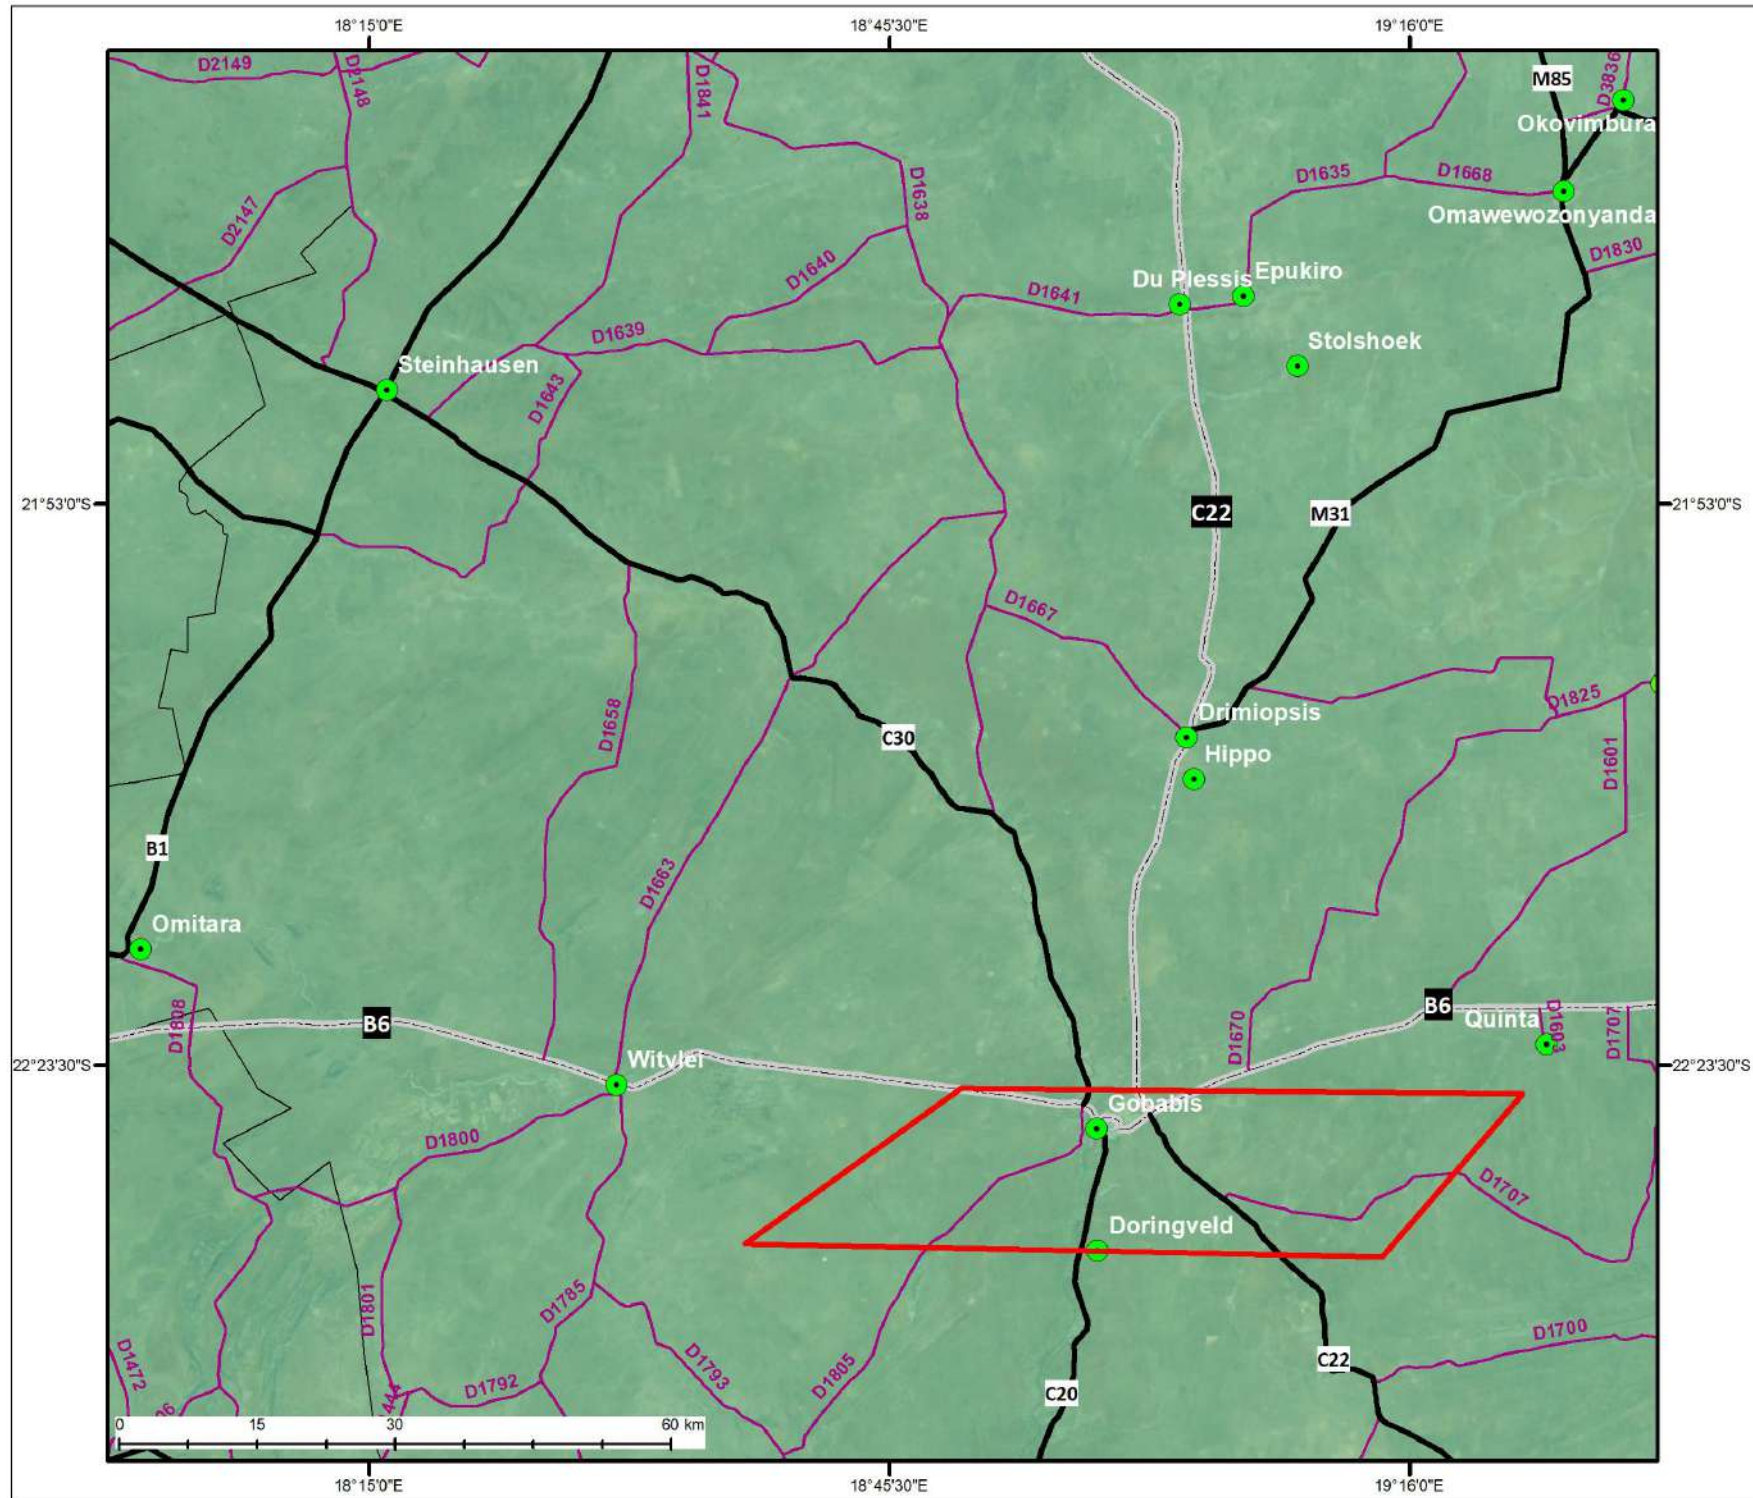 18°15'0"E
18°45'30"E
19°16'0"E
D2149
D2148
D1841
M85
D3836
Okovimbura
D1638
D1635
D1668
Omawewozonyanda
D2147
D1640
D1830
Du Plessis
Epukiro
D1641
D1639
Stolshoek
Steinhausen
D1643
21°53'0"S
C22
M31
21°53'0"S
D1667
D1825
D1658
Drimiopsis
C30
Hippo
D1601
B1
D1663
Omitara
B6
B6
Quinta
D1808
D1670
D1603
D1707
22°23'30"S
Witvlei
22°23'30"S
Gobabis
D1800
D1707
Doringveld
D1801
D1785
D1700
D1472
D1793
D1805
C22
D1792
C20
0 15 30 60 km
18°15'0"E
18°45'30"E
19°16'0"E